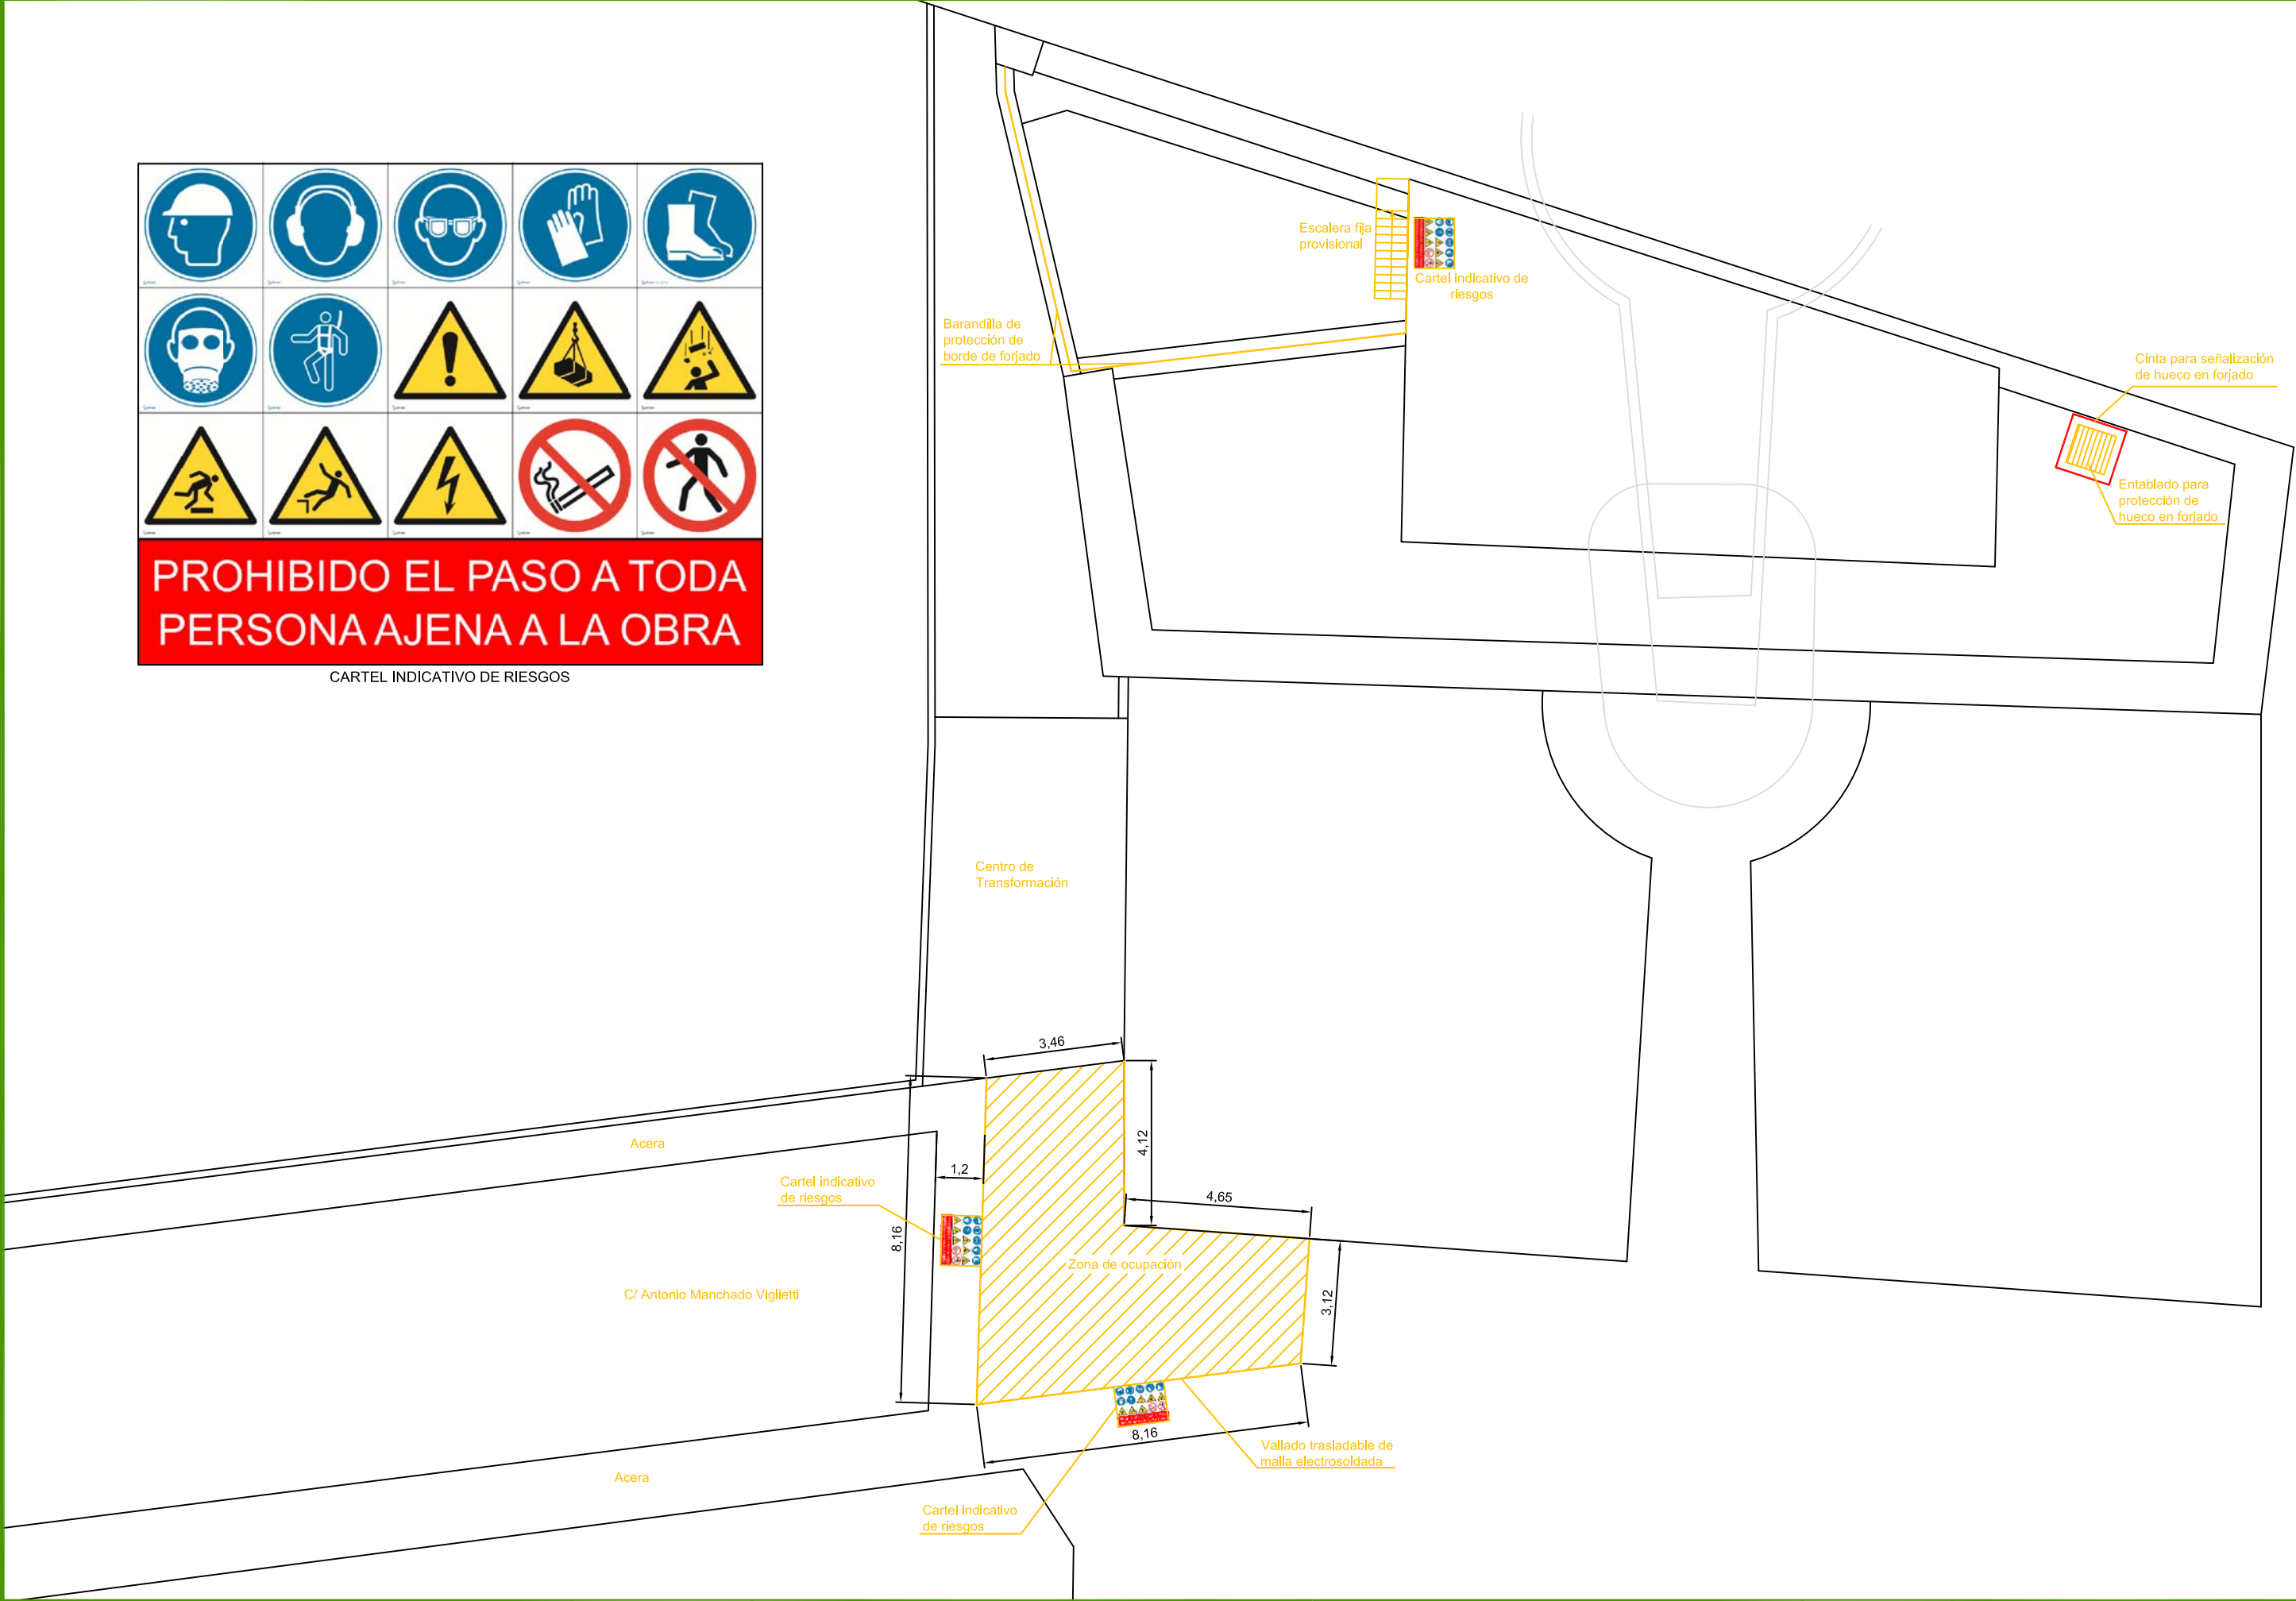 PROHIBIDO EL PASO A TODA
PERSONA AJENA A LA OBRA
CARTEL INDICATIVO DE RIESGOS
Escalera fija
provisional
Cartel indicativo de
riesgos
Barandilla de
protección de
borde de forjado
Cinta para señalización
de hueco en forjado
Entablado para
protección de
hueco en forjado
Centro de
Transformación
3,46
4,12
Acera
1,2
Cartel indicativo
de riesgos
4,65
8,16
Zona de ocupación
C/ Antonio Manchado Viglietti
3,12
8,16
Vallado trasladable de
malla electrosoldada
Acera
Cartel indicativo
de riesgos